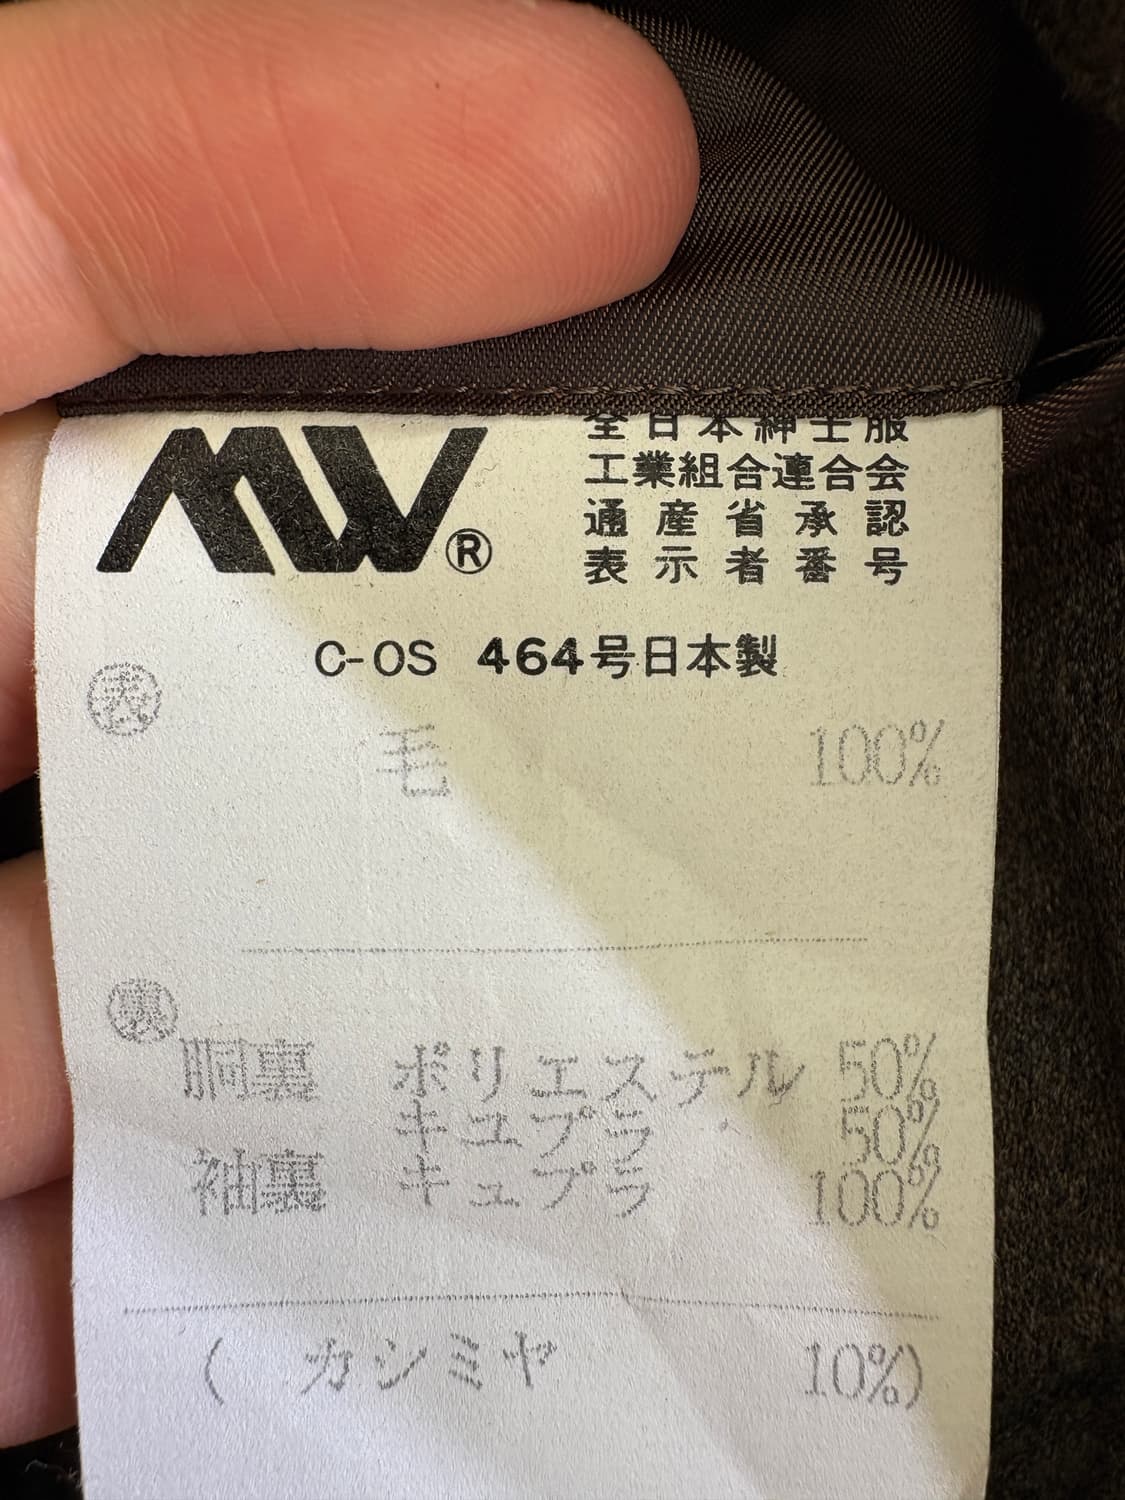 MW®
全日本紳士服
工業組合連合会
通産省承認
表示者番号
C-OS 464号日本製
表
毛 100%
裏
胴裏 ポリエステル 50%
キュプラ 50%
袖裏 キュプラ 100%
( カシミヤ 10%)